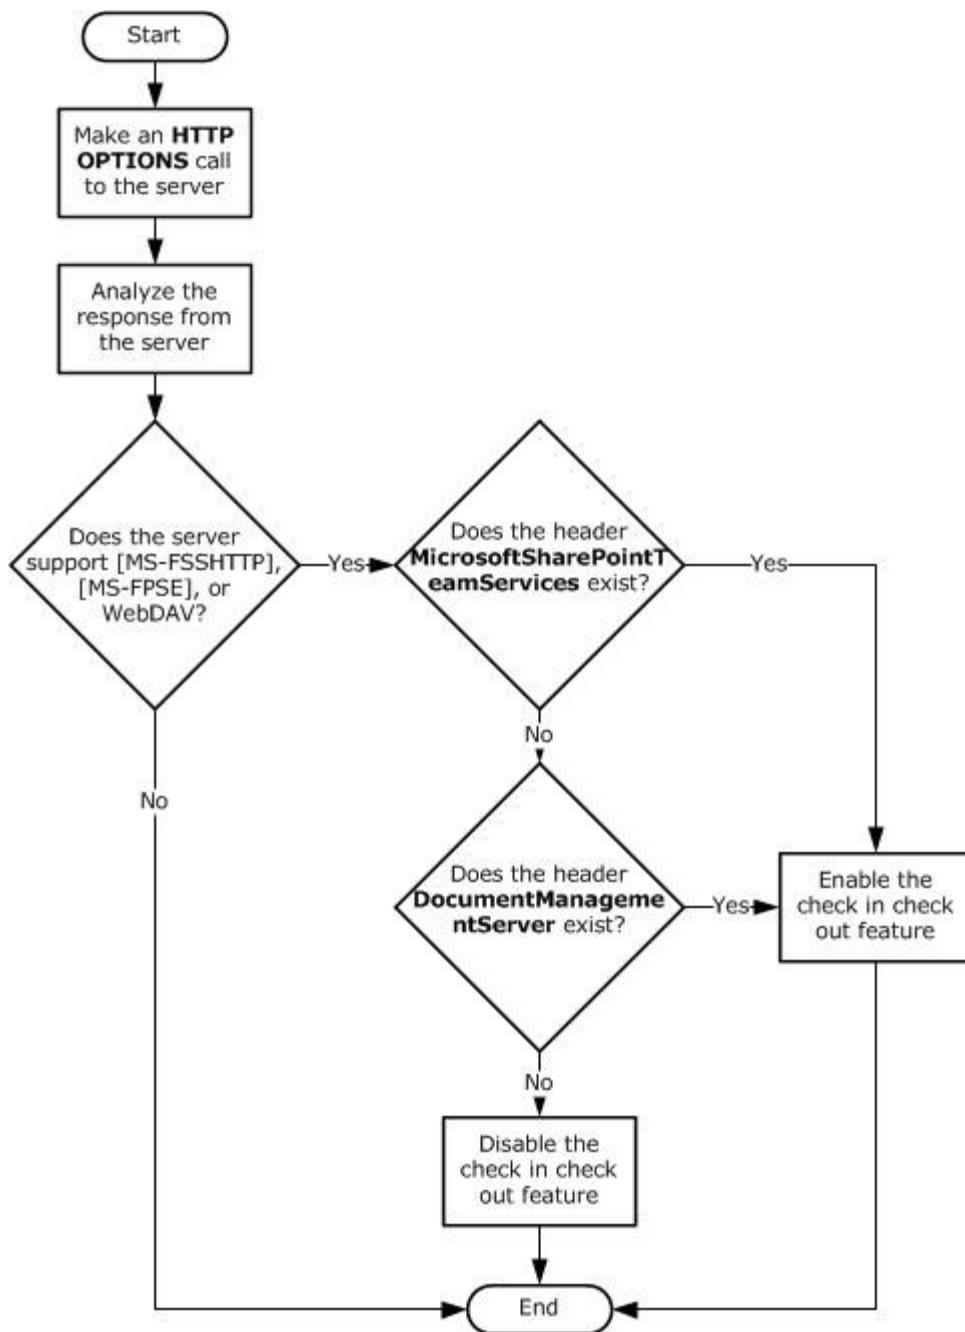 Start
Make an HTTP
OPTIONS call
to the server
Analyze the
response from
the server
Does the server
support [MS-FSSHTTP],
[MS-FPSE], or
WebDAV?
Yes
Does the header
MicrosoftSharePointT
eamServices exist?
Yes
No
No
Does the header
DocumentManageme
ntServer exist?
Yes
Enable the
check in check
out feature
No
Disable the
check in check
out feature
End